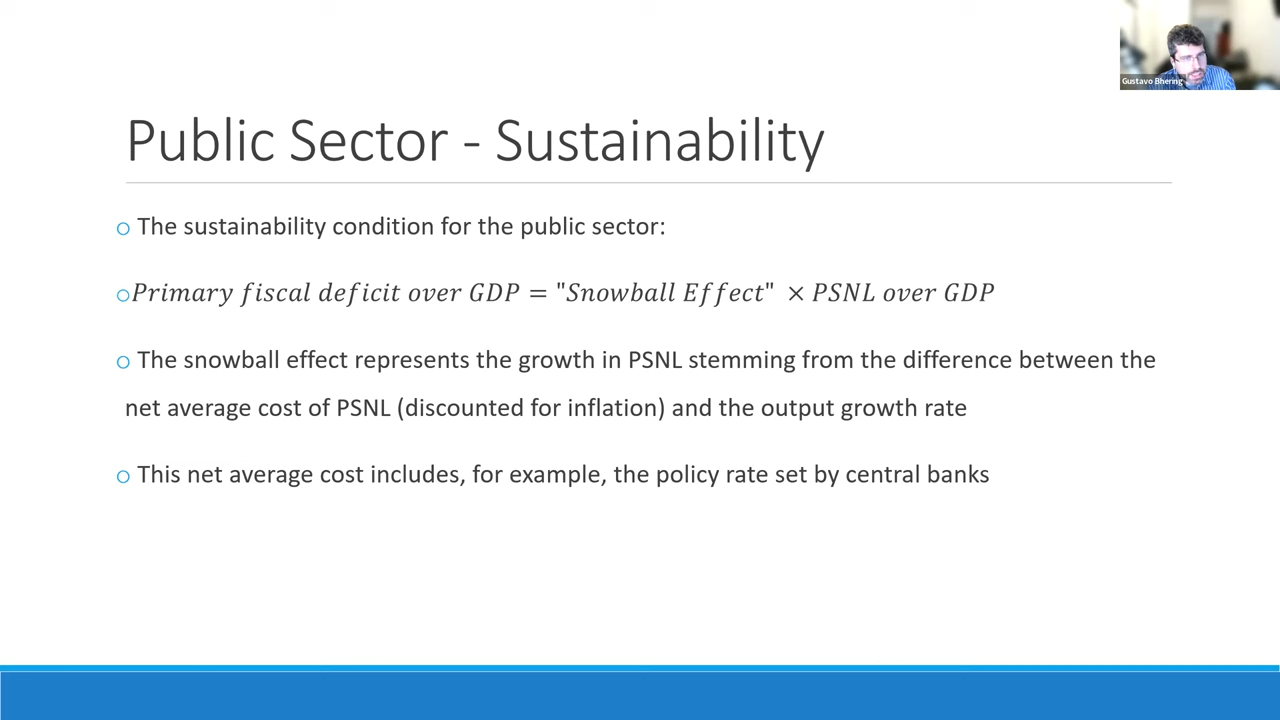 Gustavo Bhering
Public Sector - Sustainability
o The sustainability condition for the public sector:
o Primary fiscal deficit over GDP = "Snowball Effect" × PSNL over GDP
o The snowball effect represents the growth in PSNL stemming from the difference between the
net average cost of PSNL (discounted for inflation) and the output growth rate
o This net average cost includes, for example, the policy rate set by central banks